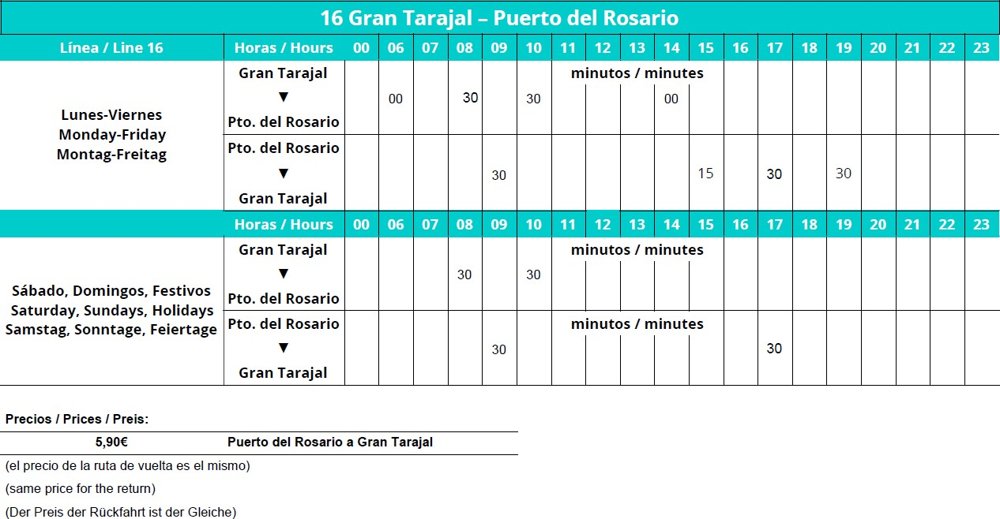 16 Gran Tarajal – Puerto del Rosario
Línea / Line 16 Horas / Hours 00 06 07 08 09 10 11 12 13 14 15 16 17 18 19 20 21 22 23
Lunes-Viernes
Monday-Friday
Montag-Freitag
Gran Tarajal minutos / minutes
▼ 00 30 30 00
Pto. del Rosario
Pto. del Rosario
▼ 30 15 30 30
Gran Tarajal
Horas / Hours 00 06 07 08 09 10 11 12 13 14 15 16 17 18 19 20 21 22 23
Sábado, Domingos, Festivos
Saturday, Sundays, Holidays
Samstag, Sonntage, Feiertage
Gran Tarajal minutos / minutes
▼ 30 30
Pto. del Rosario
Pto. del Rosario minutos / minutes
▼ 30 30
Gran Tarajal
Precios / Prices / Preis:
5,90€ Puerto del Rosario a Gran Tarajal
(el precio de la ruta de vuelta es el mismo)
(same price for the return)
(Der Preis der Rückfahrt ist der Gleiche)